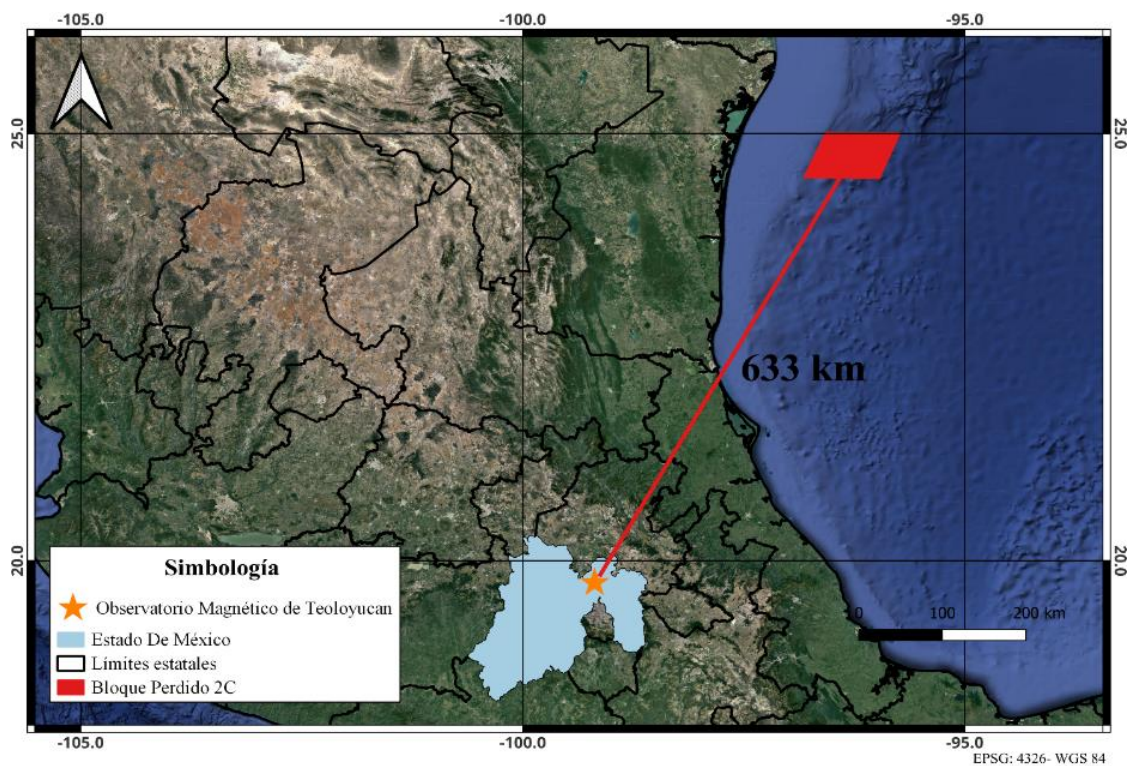 -105.0 -100.0 -95.0
25.0 25.0
633 km
20.0 20.0
Simbología
Observatorio Magnético de Teoloyucan
Estado De México
Límites estatales
Bloque Perdido 2C
0 100 200 km
-105.0 -100.0 -95.0
EPSG: 4326- WGS 84